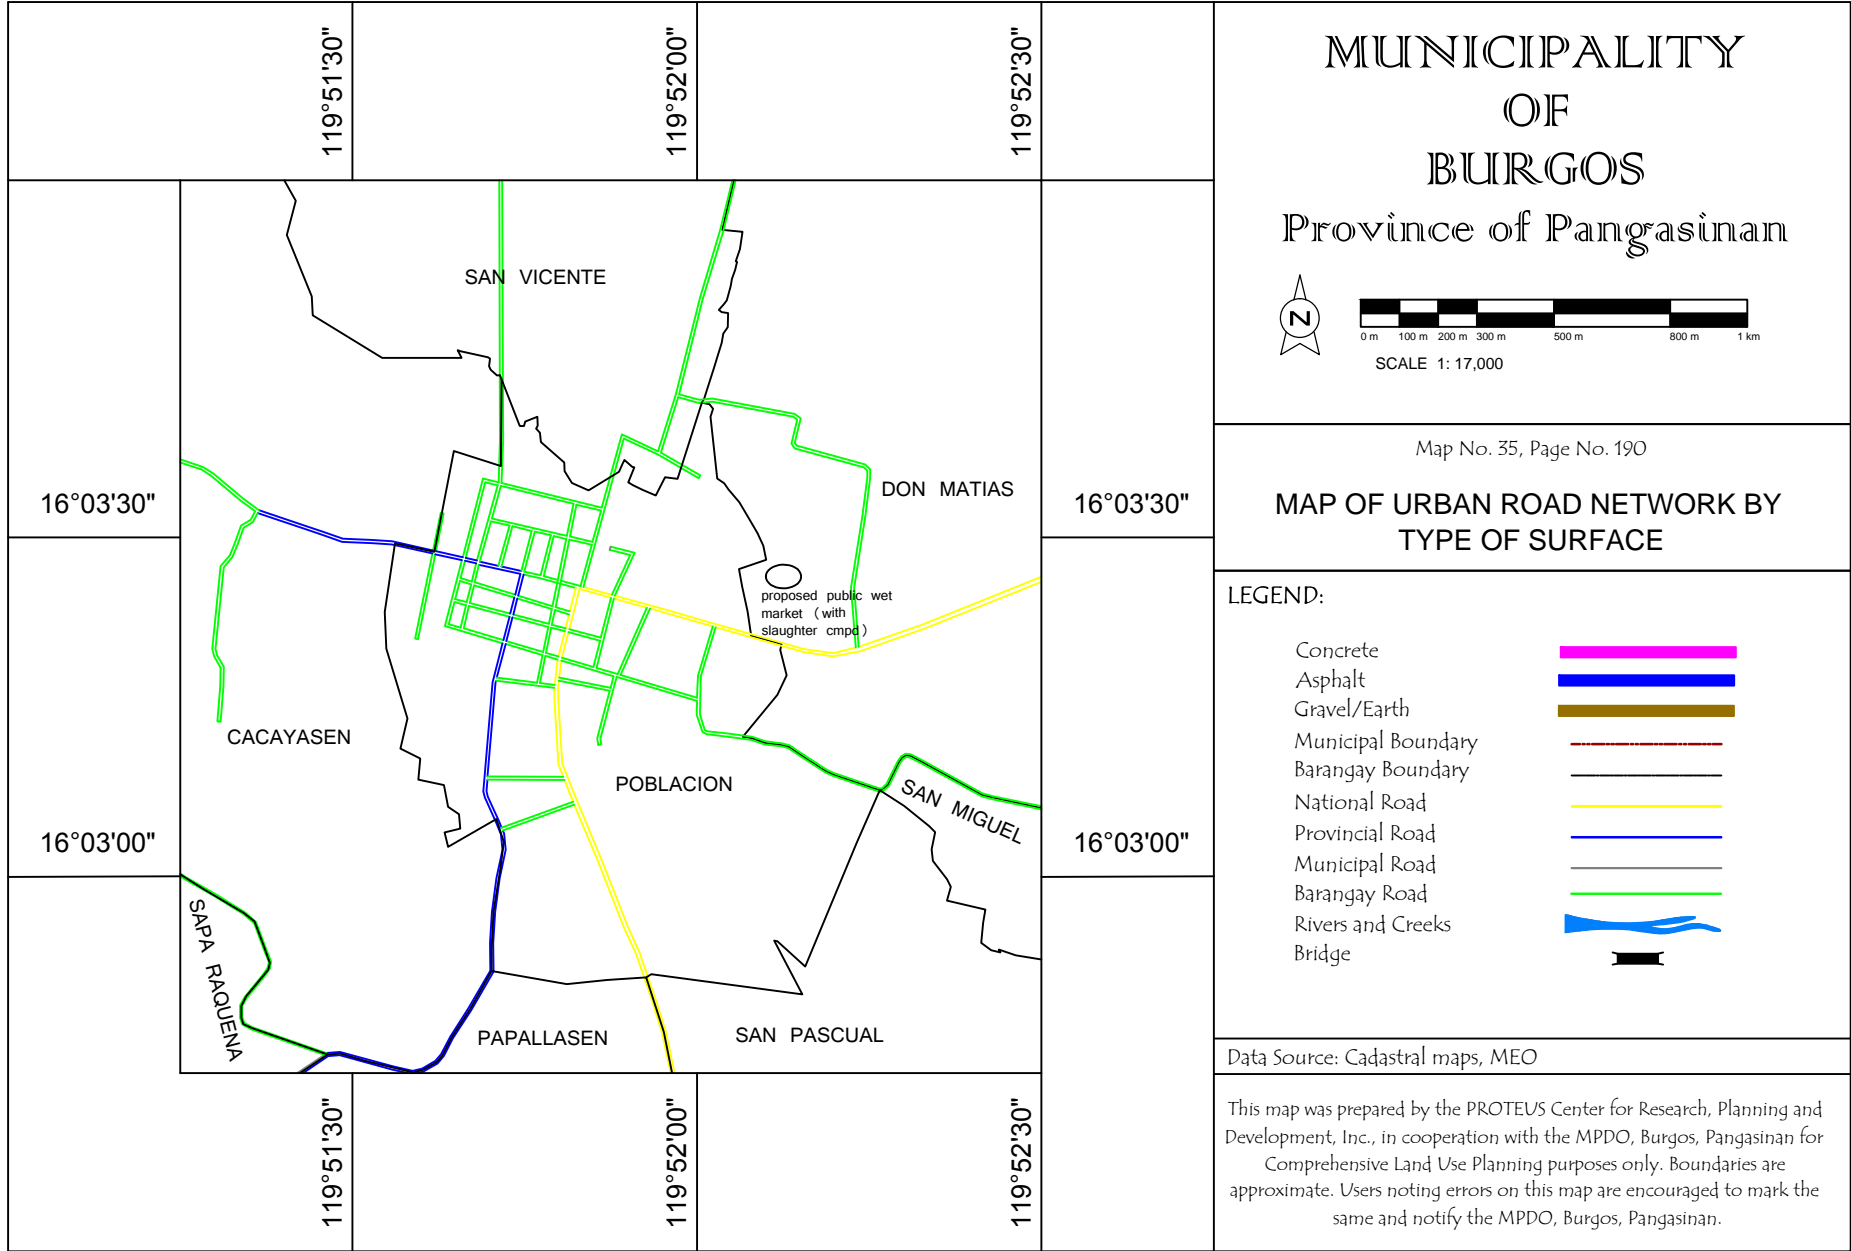 119°51'30"
119°52'00"
119°52'30"
MUNICIPALITY
OF
BURGOS
Province of Pangasinan
N
0 m 100 m 200 m 300 m 500 m 800 m 1 km
SCALE 1: 17,000
Map No. 35, Page No. 190
MAP OF URBAN ROAD NETWORK BY
TYPE OF SURFACE
LEGEND:
Concrete
Asphalt
Gravel/Earth
Municipal Boundary
Barangay Boundary
National Road
Provincial Road
Municipal Road
Barangay Road
Rivers and Creeks
Bridge
Data Source: Cadastral maps, MEO
This map was prepared by the PROTEUS Center for Research, Planning and
Development, Inc., in cooperation with the MPDO, Burgos, Pangasinan for
Comprehensive Land Use Planning purposes only. Boundaries are
approximate. Users noting errors on this map are encouraged to mark the
same and notify the MPDO, Burgos, Pangasinan.
SAN VICENTE
DON MATIAS
16°03'30"
16°03'30"
proposed public wet
market (with
slaughter cmpd)
CACAYASEN
POBLACION
SAN MIGUEL
16°03'00"
16°03'00"
SAPA RAQUENA
PAPALLASEN
SAN PASCUAL
119°51'30"
119°52'00"
119°52'30"